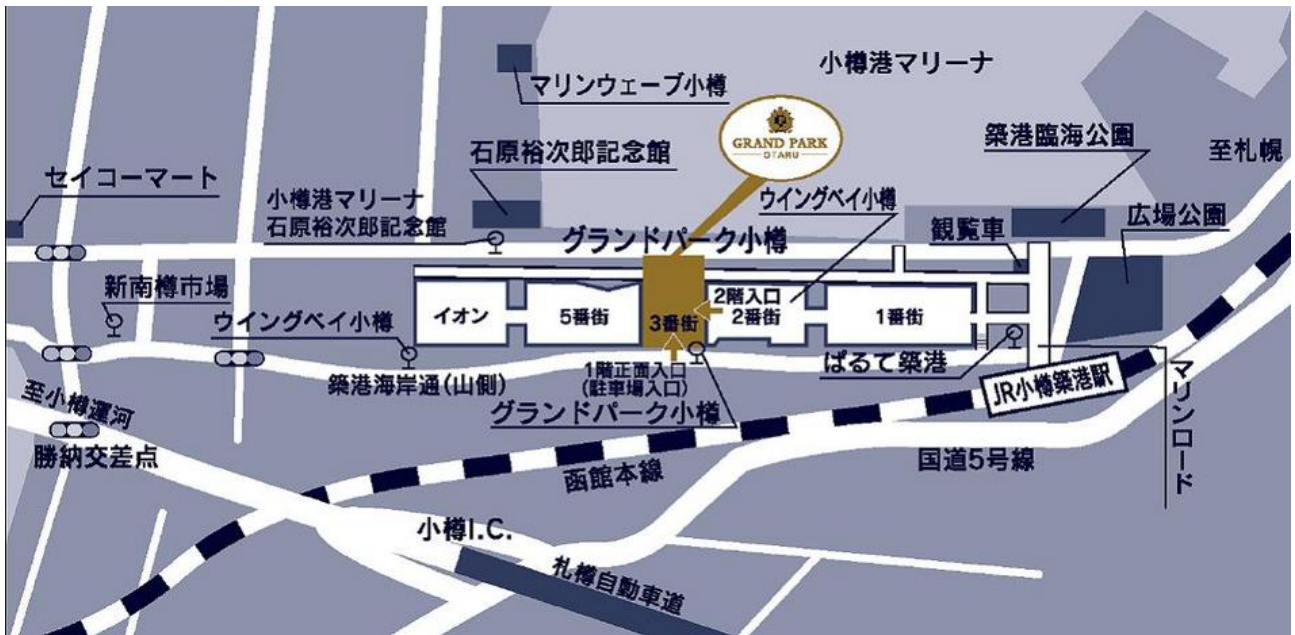 小樽港マリーナ
マリンウェーブ小樽
GRAND PARK
OTARU
石原裕次郎記念館
築港臨海公園
至札幌
セイコーマート
小樽港マリーナ
石原裕次郎記念館
ウイングベイ小樽
広場公園
グランドパーク小樽
観覧車
新南樽市場
ウイングベイ小樽
イオン
5番街
3番街
2階入口
2番街
1番街
築港海岸通(山側)
1階正面入口
(駐車場入口)
ぱるて築港
グランドパーク小樽
JR小樽築港駅
マリンロード
至小樽運河
勝納交差点
函館本線
国道5号線
小樽I.C.
札樽自動車道